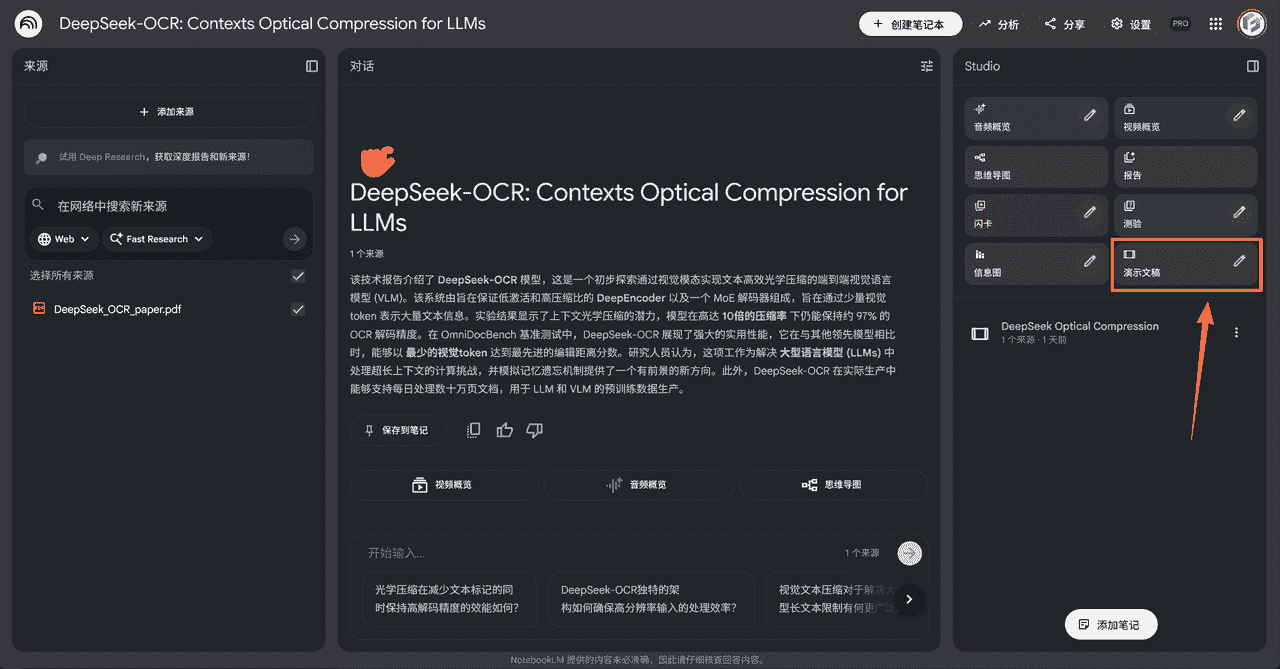 DeepSeek-OCR: Contexts Optical Compression for LLMs
创建笔记本
分析
分享
设置
PRO
来源
添加来源
试用 Deep Research，获取深度报告和新来源！
在网络中搜索新来源
Web
Fast Research
选择所有来源
PDF
DeepSeek_OCR_paper.pdf
对话
DeepSeek-OCR: Contexts Optical Compression for
LLMs
1 个来源
该技术报告介绍了 DeepSeek-OCR 模型，这是一个初步探索通过视觉模态实现文本高效光学压缩的端到端视觉语言
模型 (VLM)。该系统由旨在保证低激活和高压缩比的 DeepEncoder 以及一个 MoE 解码器组成，旨在通过少量视觉
token 表示大量文本信息。实验结果显示了上下文光学压缩的潜力，模型在高达 10倍的压缩率 下仍能保持约 97% 的
OCR 解码精度。在 OmniDocBench 基准测试中，DeepSeek-OCR 展现了强大的实用性能，它在与其他领先模型相比
时，能够以 最少的视觉token 达到最先进的编辑距离分数。研究人员认为，这项工作为解决 大型语言模型 (LLMs) 中
处理超长上下文的计算挑战，并模拟记忆遗忘机制提供了一个有前景的新方向。此外，DeepSeek-OCR 在实际生产中
能够支持每日处理数十万页文档，用于 LLM 和 VLM 的预训练数据生产。
保存到笔记
视频概览
音频概览
思维导图
开始输入...
1 个来源
光学压缩在减少文本标记的同
时保持高解码精度的效能如何？
DeepSeek-OCR独特的架
构如何确保高分辨率输入的处理效率？
视觉文本压缩对于解决大
型长文本限制有何更广泛
NotebookLM 提供的内容未必准确，因此请仔细核查回答内容。
Studio
音频概览
视频概览
思维导图
报告
闪卡
测验
信息图
演示文稿
DeepSeek Optical Compression
1 个来源 · 1 天前
添加笔记